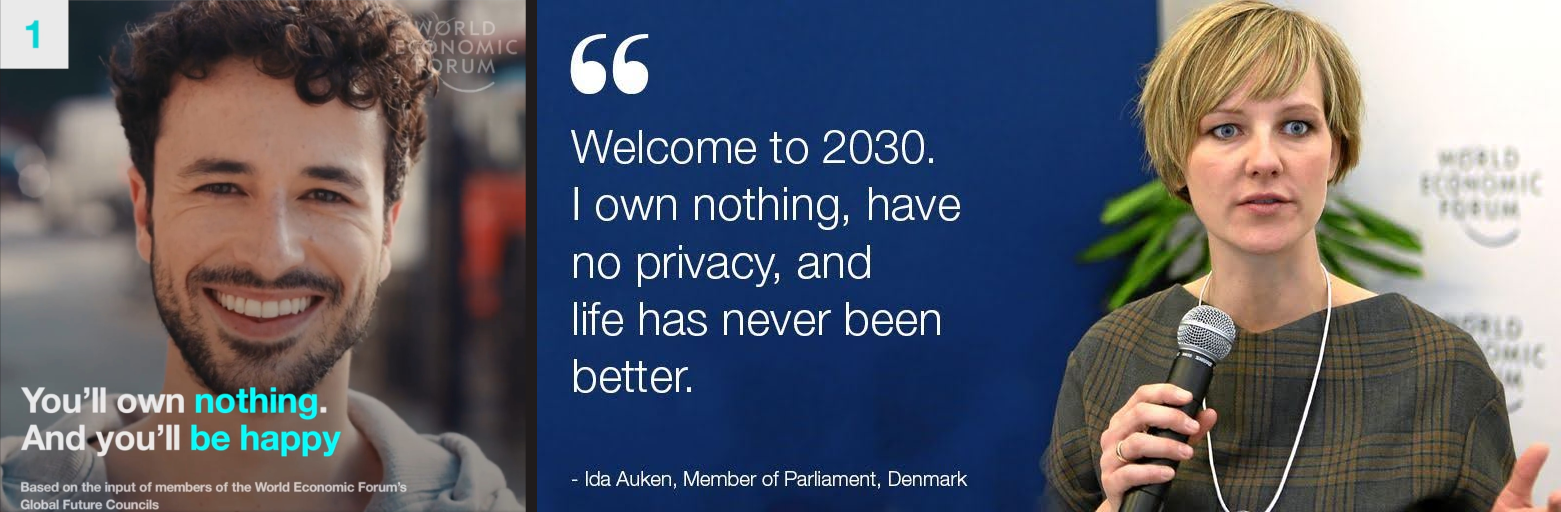 1
WORLD
ECONOMIC
FORUM
You'll own nothing.
And you'll be happy
Based on the input of members of the World Economic Forum's
Global Future Councils
“
Welcome to 2030.
I own nothing, have
no privacy, and
life has never been
better.
- Ida Auken, Member of Parliament, Denmark
WORLD
ECONOMIC
FORUM
WORLD